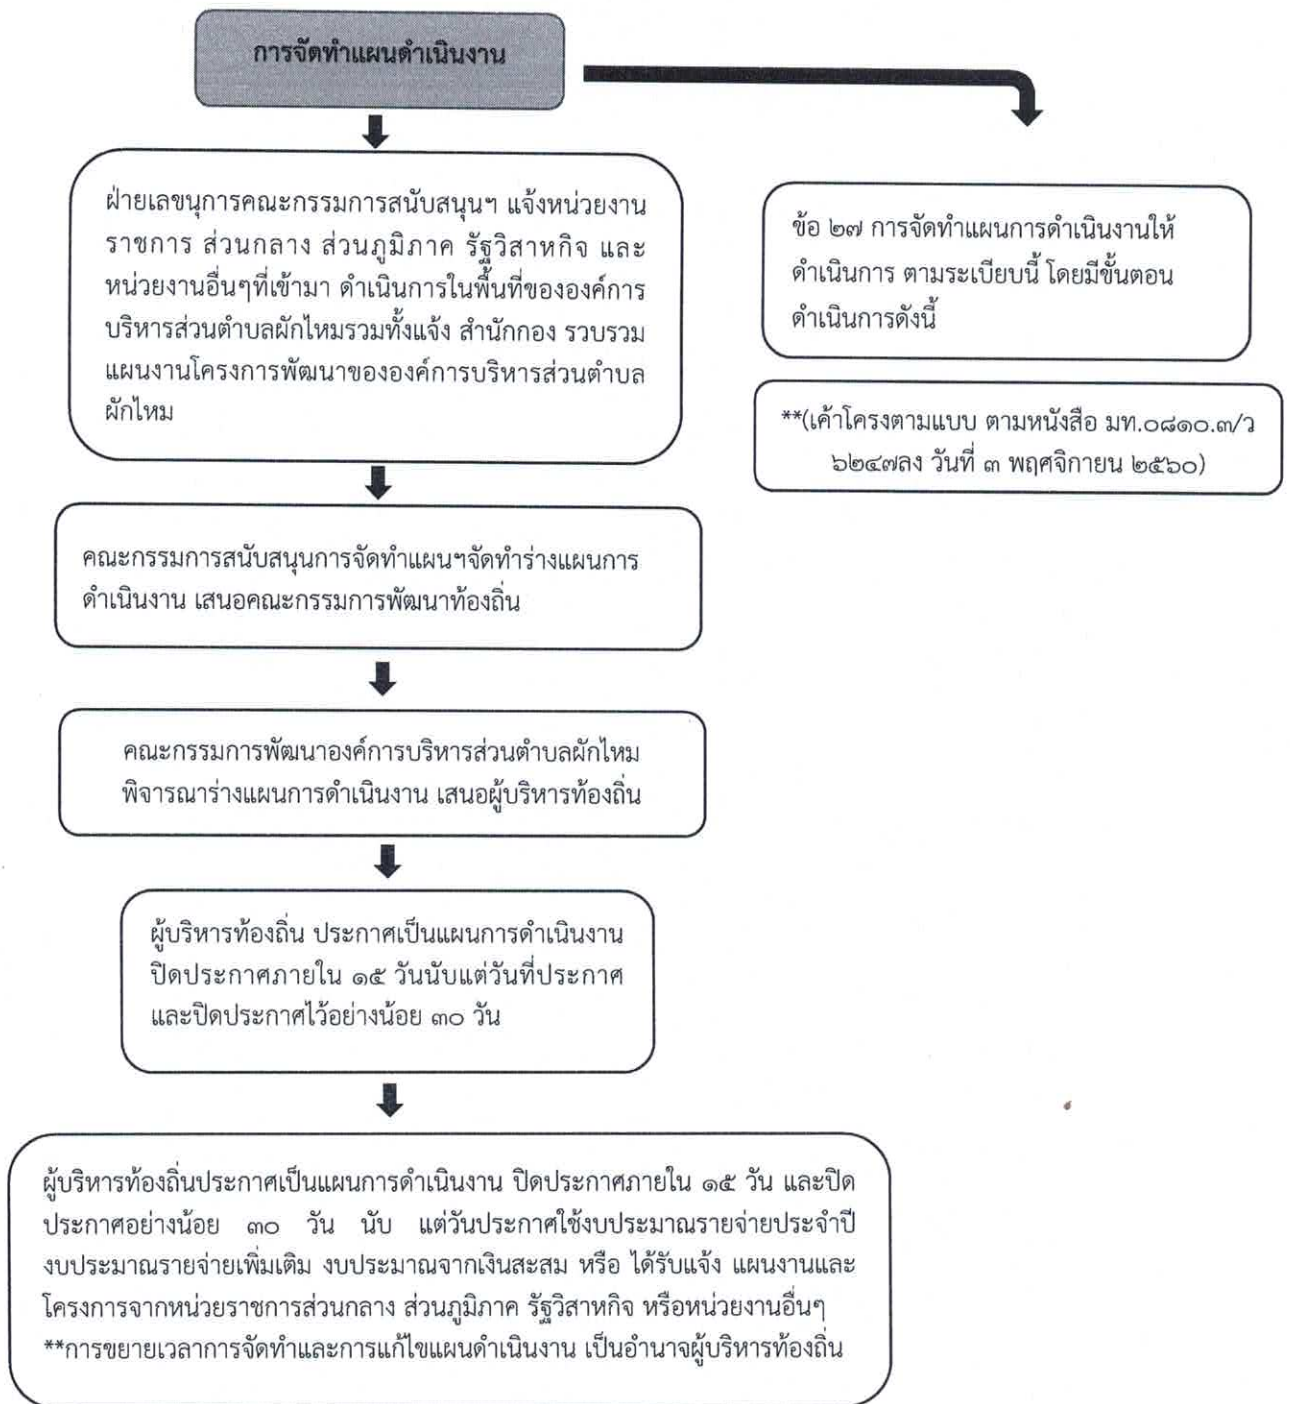 การจัดทำแผนดำเนินงาน
ฝ่ายเลขนุการคณะกรรมการสนับสนุนฯ แจ้งหน่วยงาน
ราชการ ส่วนกลาง ส่วนภูมิภาค รัฐวิสาหกิจ และ
หน่วยงานอื่นๆที่เข้ามา ดำเนินการในพื้นที่ขององค์การ
บริหารส่วนตำบลผักไหมรวมทั้งแจ้ง สำนักกอง รวบรวม
แผนงานโครงการพัฒนาขององค์การบริหารส่วนตำบล
ผักไหม
ข้อ ๒๗ การจัดทำแผนการดำเนินงานให้
ดำเนินการ ตามระเบียบนี้ โดยมีขั้นตอน
ดำเนินการดังนี้
**(เค้าโครงตามแบบ ตามหนังสือ มท.๐๘๑๐.๓/ว
๖๒๔๗ลง วันที่ ๓ พฤศจิกายน ๒๕๖๐)
คณะกรรมการสนับสนุนการจัดทำแผนฯจัดทำร่างแผนการ
ดำเนินงาน เสนอคณะกรรมการพัฒนาท้องถิ่น
คณะกรรมการพัฒนาองค์การบริหารส่วนตำบลผักไหม
พิจารณาร่างแผนการดำเนินงาน เสนอผู้บริหารท้องถิ่น
ผู้บริหารท้องถิ่น ประกาศเป็นแผนการดำเนินงาน
ปิดประกาศภายใน ๑๕ วันนับแต่วันที่ประกาศ
และปิดประกาศไว้อย่างน้อย ๓๐ วัน
ผู้บริหารท้องถิ่นประกาศเป็นแผนการดำเนินงาน ปิดประกาศภายใน ๑๕ วัน และปิด
ประกาศอย่างน้อย ๓๐ วัน นับ แต่วันประกาศใช้งบประมาณรายจ่ายประจำปี
งบประมาณรายจ่ายเพิ่มเติม งบประมาณจากเงินสะสม หรือ ได้รับแจ้ง แผนงานและ
โครงการจากหน่วยราชการส่วนกลาง ส่วนภูมิภาค รัฐวิสาหกิจ หรือหน่วยงานอื่นๆ
**การขยายเวลาการจัดทำและการแก้ไขแผนดำเนินงาน เป็นอำนาจผู้บริหารท้องถิ่น